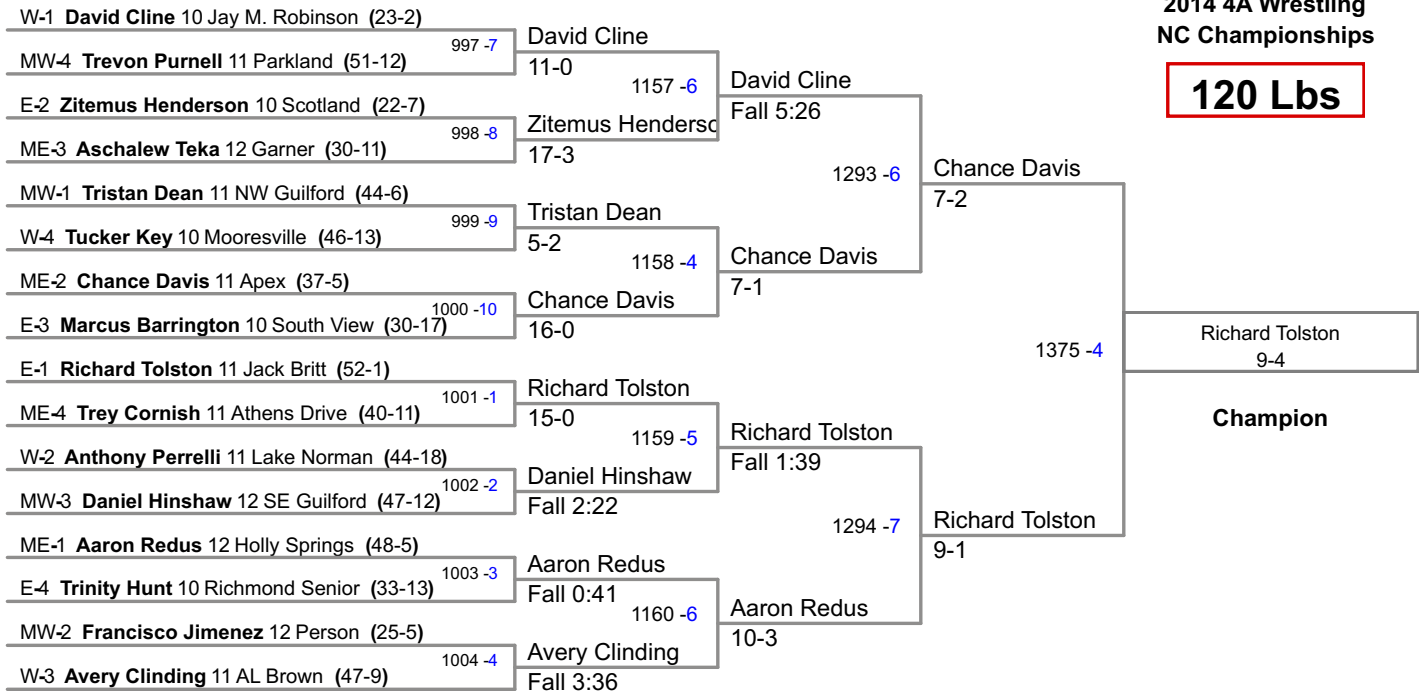 2014 4A Wrestling
NC Championships
120 Lbs
W-1 David Cline 10 Jay M. Robinson (23-2)
997 -7
MW-4 Trevon Purnell 11 Parkland (51-12)
E-2 Zitemus Henderson 10 Scotland (22-7)
998 -8
ME-3 Aschalew Teka 12 Garner (30-11)
MW-1 Tristan Dean 11 NW Guilford (44-6)
999 -9
W-4 Tucker Key 10 Mooresville (46-13)
ME-2 Chance Davis 11 Apex (37-5)
1000 -10
E-3 Marcus Barrington 10 South View (30-17)
E-1 Richard Tolston 11 Jack Britt (52-1)
1001 -1
ME-4 Trey Cornish 11 Athens Drive (40-11)
W-2 Anthony Perrelli 11 Lake Norman (44-18)
1002 -2
MW-3 Daniel Hinshaw 12 SE Guilford (47-12)
ME-1 Aaron Redus 12 Holly Springs (48-5)
1003 -3
E-4 Trinity Hunt 10 Richmond Senior (33-13)
MW-2 Francisco Jimenez 12 Person (25-5)
1004 -4
W-3 Avery Clinding 11 AL Brown (47-9)
David Cline
11-0
1157 -6
Zitemus Henderso
17-3
Tristan Dean
5-2
1158 -4
Chance Davis
16-0
Richard Tolston
15-0
1159 -5
Daniel Hinshaw
Fall 2:22
Aaron Redus
Fall 0:41
1160 -6
Avery Clinding
Fall 3:36
David Cline
Fall 5:26
1293 -6
Chance Davis
7-1
Richard Tolston
Fall 1:39
1294 -7
Aaron Redus
10-3
Chance Davis
7-2
1375 -4
Richard Tolston
9-1
Richard Tolston
9-4
Champion